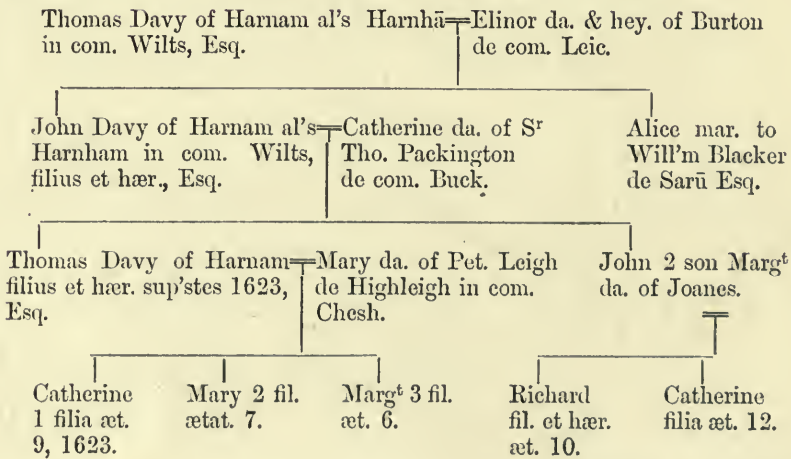 Thomas Davy of Harnam al's Harnhā=Elinor da. & hey. of Burton
in com. Wilts, Esq. de com. Leic.
John Davy of Harnam al's=Catherine da. of Sʳ
Harnham in com. Wilts, Tho. Packington
filius et hær., Esq. de com. Buck.
Alice mar. to
Will'm Blacker
de Sarū Esq.
Thomas Davy of Harnam=Mary da. of Pet. Leigh
filius et hær. sup'stes 1623, de Highleigh in com.
Esq. Chesh.
John 2 son Margᵗ
da. of Joanes.
Catherine
1 filia æt.
9, 1623.
Mary 2 fil.
ætat. 7.
Margᵗ 3 fil.
æt. 6.
Richard
fil. et hær.
æt. 10.
Catherine
filia æt. 12.